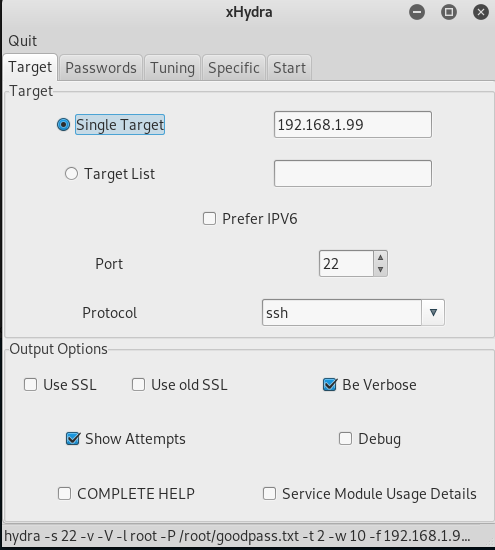 xHydra
Quit
Target Passwords Tuning Specific Start
Target
Single Target 192.168.1.99
Target List
Prefer IPV6
Port 22
Protocol ssh
Output Options
Use SSL Use old SSL Be Verbose
Show Attempts Debug
COMPLETE HELP Service Module Usage Details
hydra -s 22 -v -V -l root -P /root/goodpass.txt -t 2 -w 10 -f 192.168.1.9...